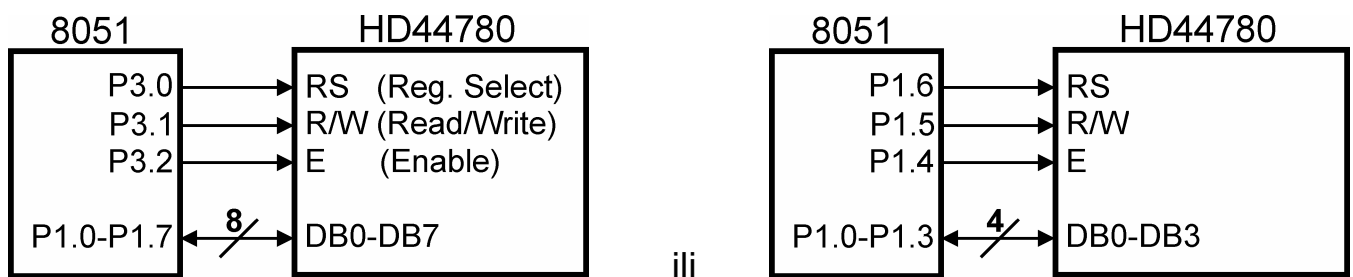 8051
HD44780
P3.0
RS (Reg. Select)
P3.1
R/W (Read/Write)
P3.2
E (Enable)
P1.0-P1.7
8
DB0-DB7
ili
8051
HD44780
P1.6
RS
P1.5
R/W
P1.4
E
P1.0-P1.3
4
DB0-DB3